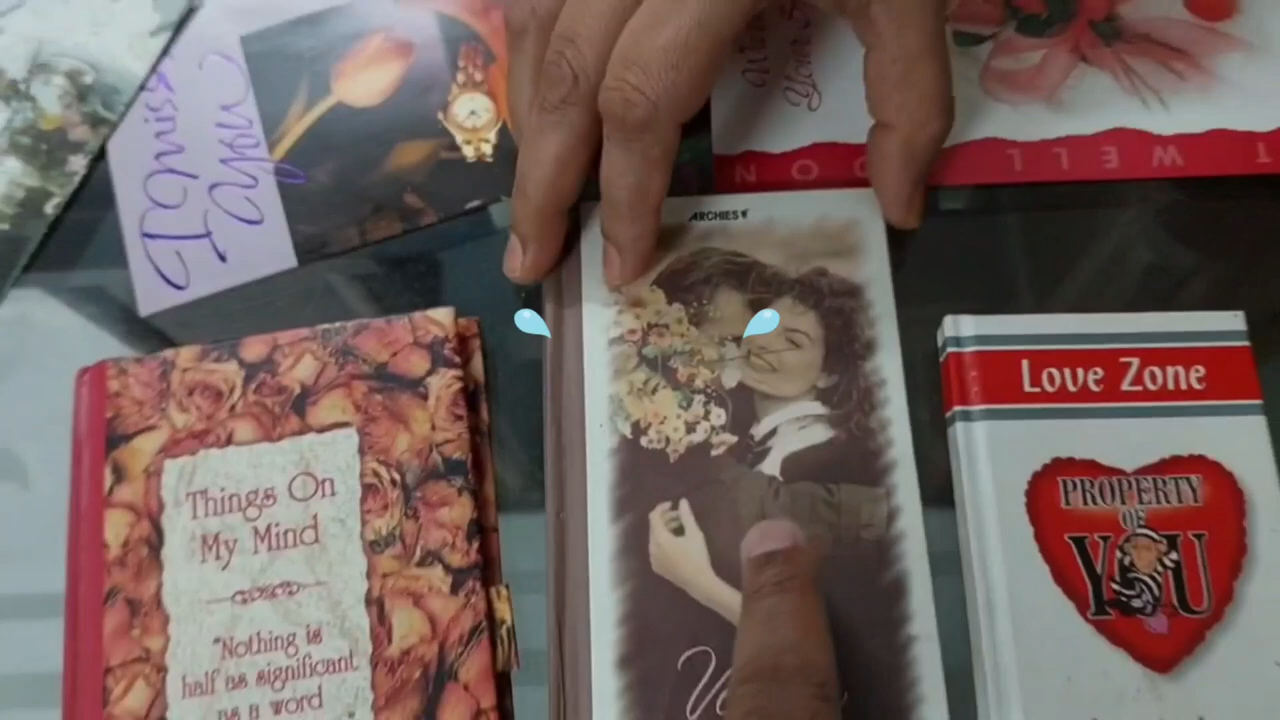 I miss
you
ARCHIES
Things On
My Mind
"Nothing is
half as significant
as a word
Love Zone
PROPERTY
OF
YOU